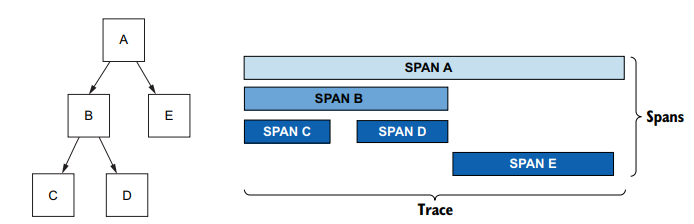 A
B
E
C
D
SPAN A
SPAN B
SPAN C
SPAN D
SPAN E
Spans
Trace